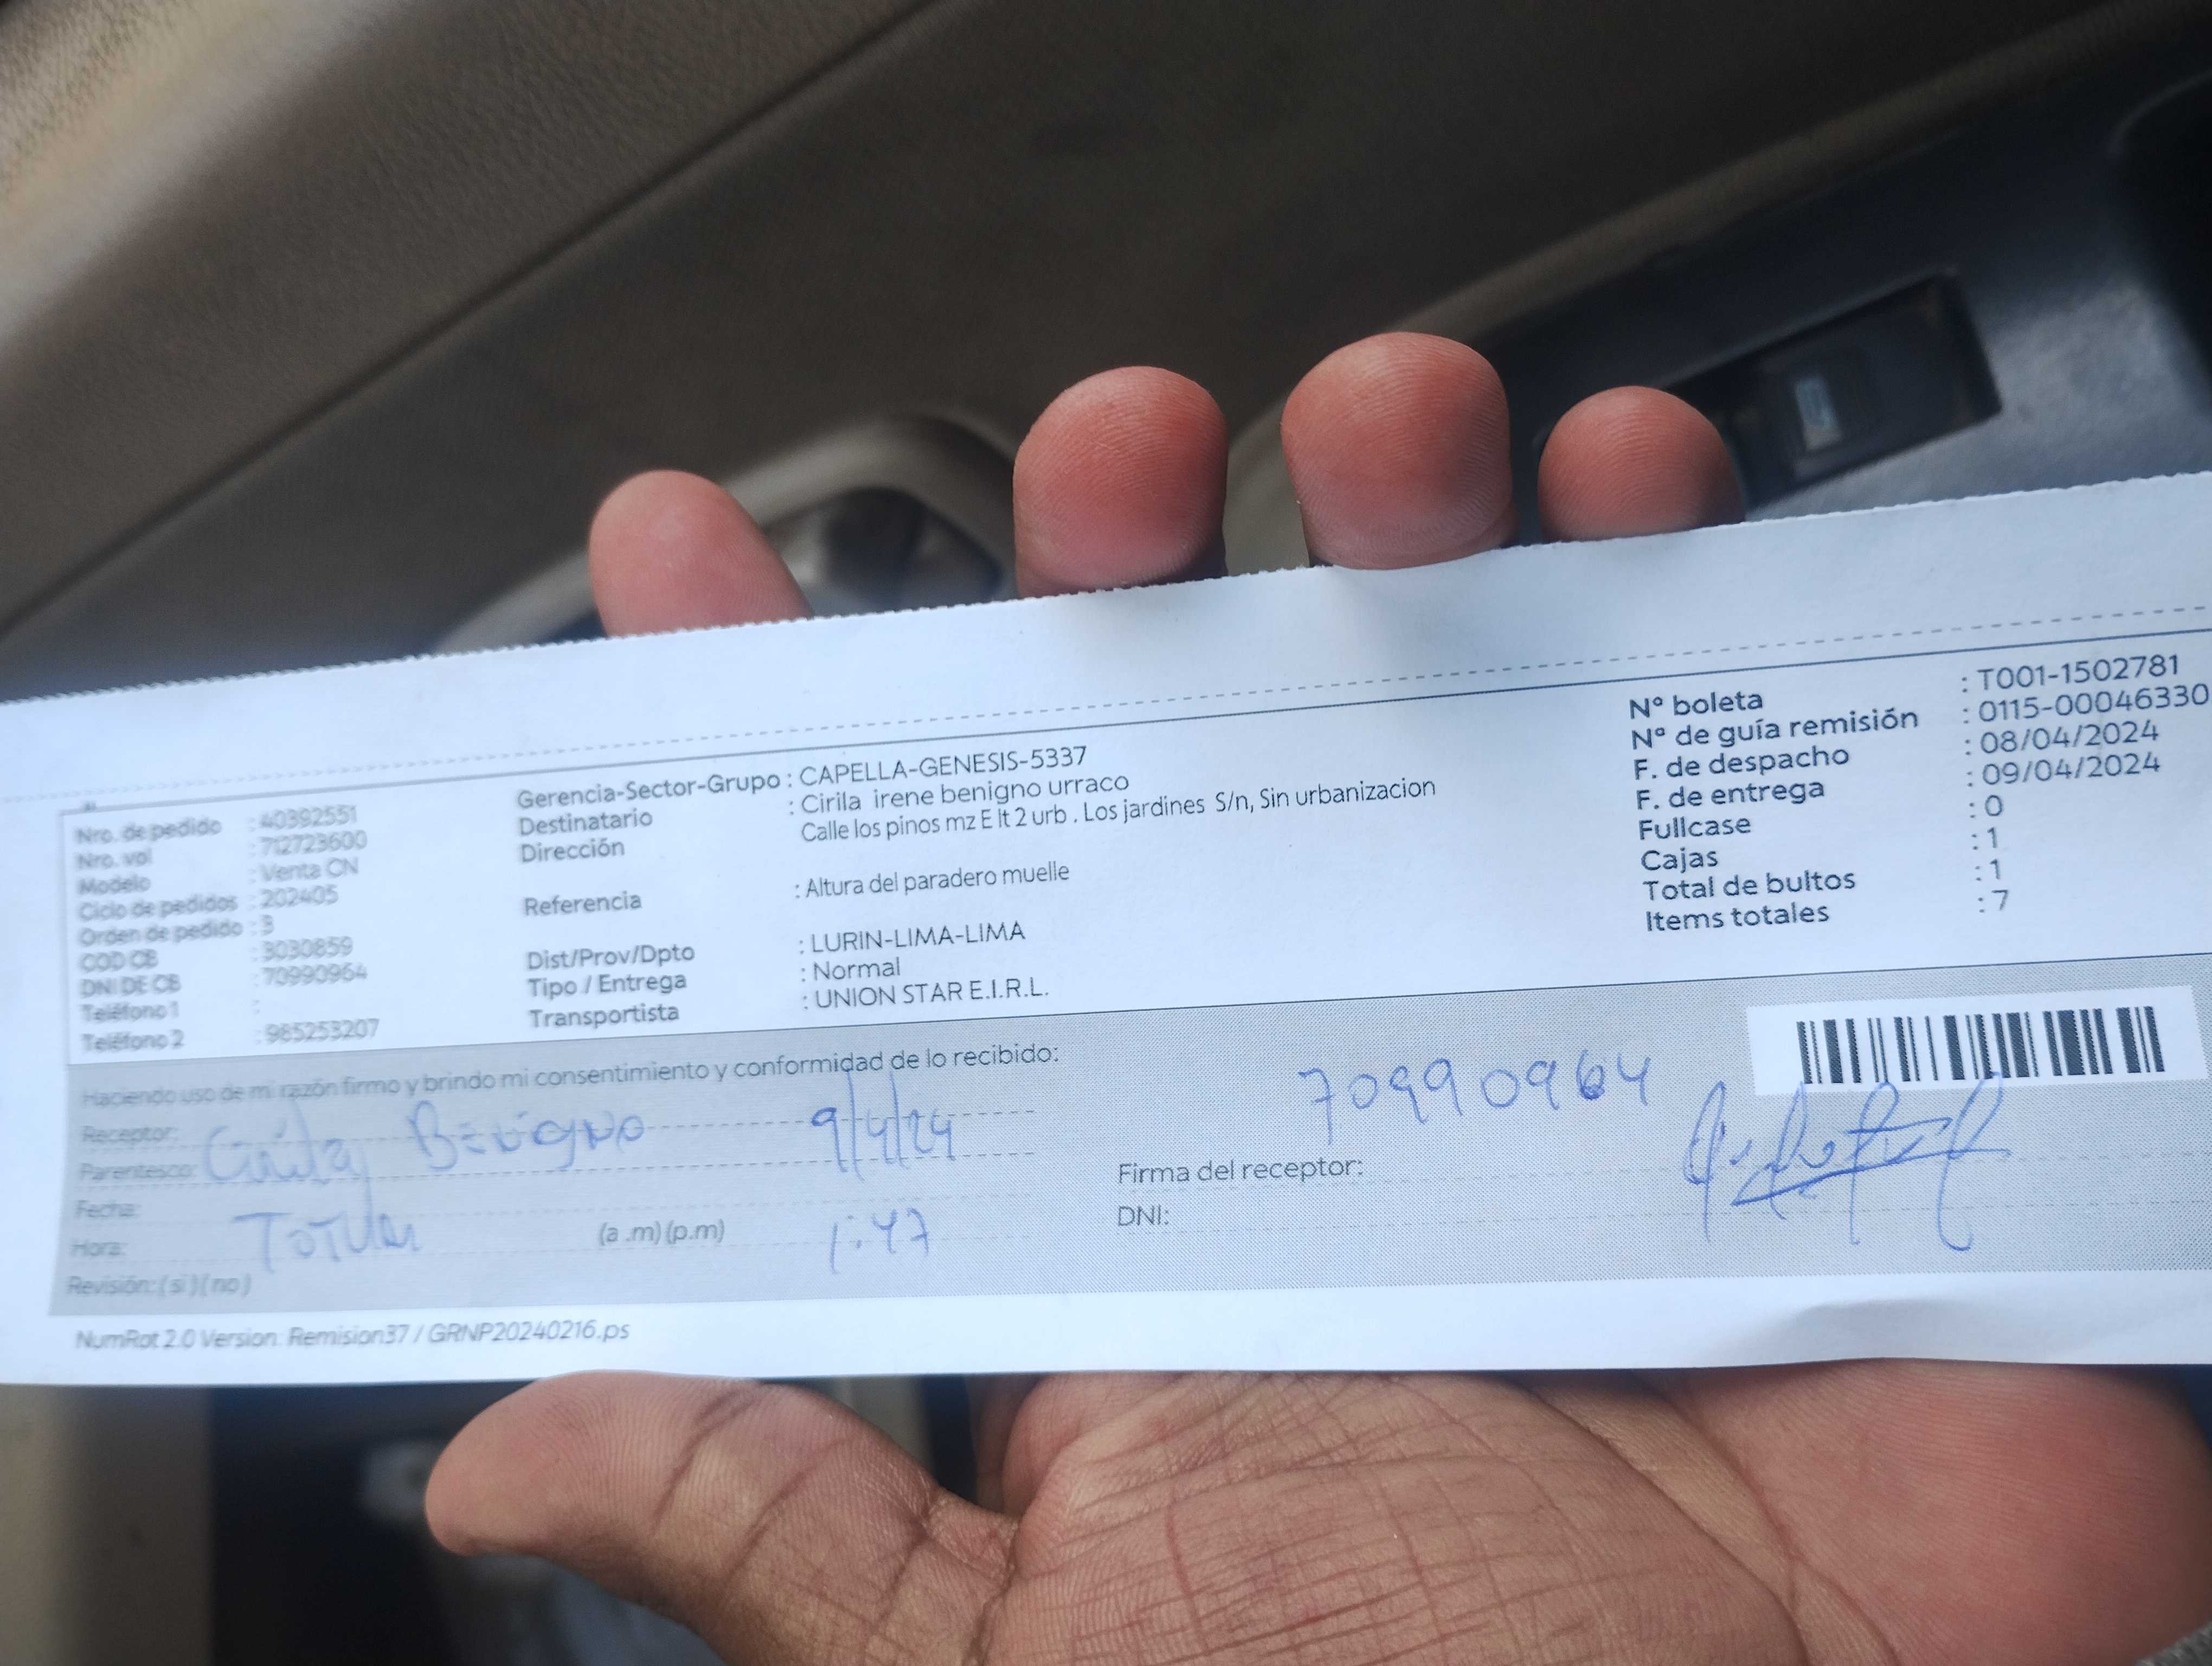 Nro. de pedido : 40392551
Nro. vol : 712723600
Modelo : Venta CN
Ciclo de pedidos : 202405
Orden de pedido : 3
COD CB : 3030859
DNI DE CB : 70990964
Teléfono 1 :
Teléfono 2 : 985253207
Gerencia-Sector-Grupo : CAPELLA-GENESIS-5337
Destinatario : Cirila irene benigno urraco
Dirección Calle los pinos mz E lt 2 urb . Los jardines S/n, Sin urbanizacion
Referencia : Altura del paradero muelle
Dist/Prov/Dpto : LURIN-LIMA-LIMA
Tipo / Entrega : Normal
Transportista : UNION STAR E.I.R.L.
Nº boleta : T001-1502781
Nº de guía remisión : 0115-00046330
F. de despacho : 08/04/2024
F. de entrega : 09/04/2024
Fullcase : 0
Cajas : 1
Total de bultos : 1
Items totales : 7
Haciendo uso de mi razón firmo y brindo mi consentimiento y conformidad de lo recibido:
Receptor: Benigno 9/4/24
Parentesco:
Fecha:
Hora: (a .m) (p.m) 1:47
Revisión: ( si ) ( no )
70990964
Firma del receptor:
DNI:
NumRot 2.0 Version: Remision37 / GRNP20240216.ps